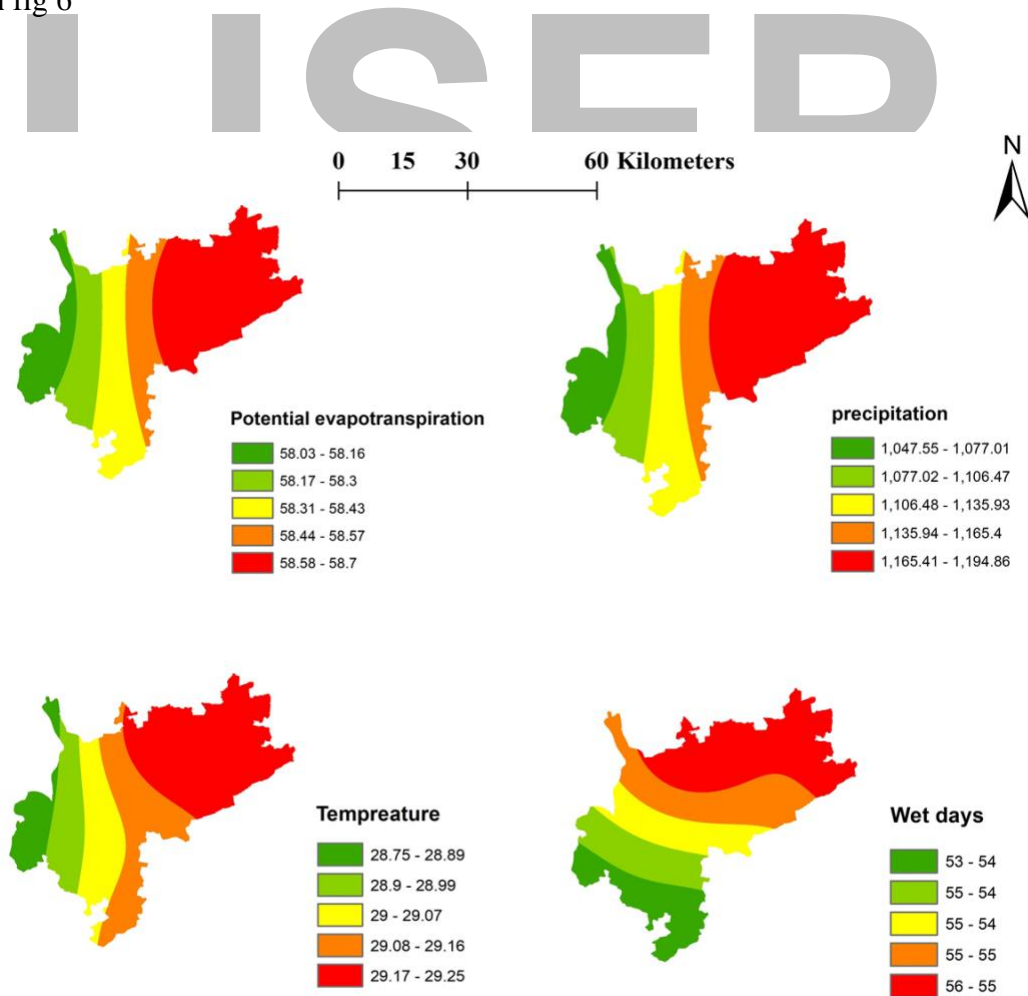 fig 6
0 15 30 60 Kilometers
N
Potential evapotranspiration
58.03 - 58.16
58.17 - 58.3
58.31 - 58.43
58.44 - 58.57
58.58 - 58.7
precipitation
1,047.55 - 1,077.01
1,077.02 - 1,106.47
1,106.48 - 1,135.93
1,135.94 - 1,165.4
1,165.41 - 1,194.86
Tempreature
28.75 - 28.89
28.9 - 28.99
29 - 29.07
29.08 - 29.16
29.17 - 29.25
Wet days
53 - 54
55 - 54
55 - 54
55 - 55
56 - 55